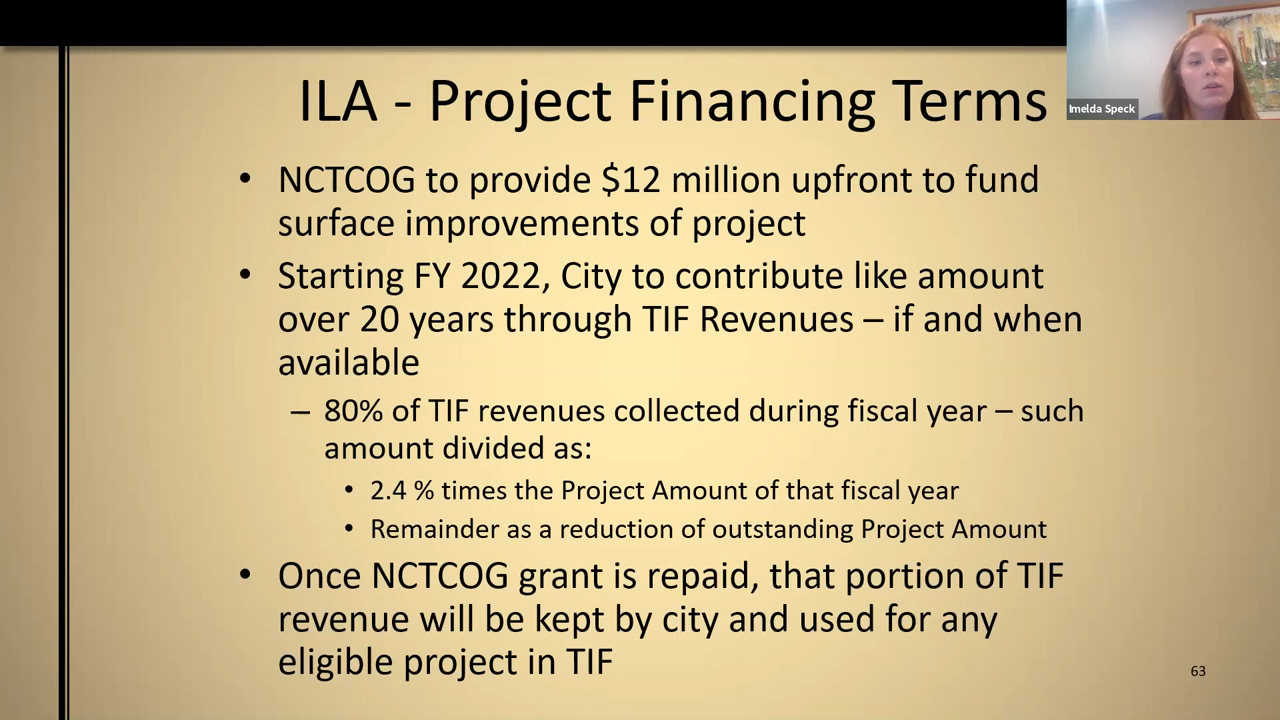 ILA - Project Financing Terms
Imelda Speck
• NCTCOG to provide $12 million upfront to fund
surface improvements of project
• Starting FY 2022, City to contribute like amount
over 20 years through TIF Revenues – if and when
available
– 80% of TIF revenues collected during fiscal year – such
amount divided as:
• 2.4 % times the Project Amount of that fiscal year
• Remainder as a reduction of outstanding Project Amount
• Once NCTCOG grant is repaid, that portion of TIF
revenue will be kept by city and used for any
eligible project in TIF
63